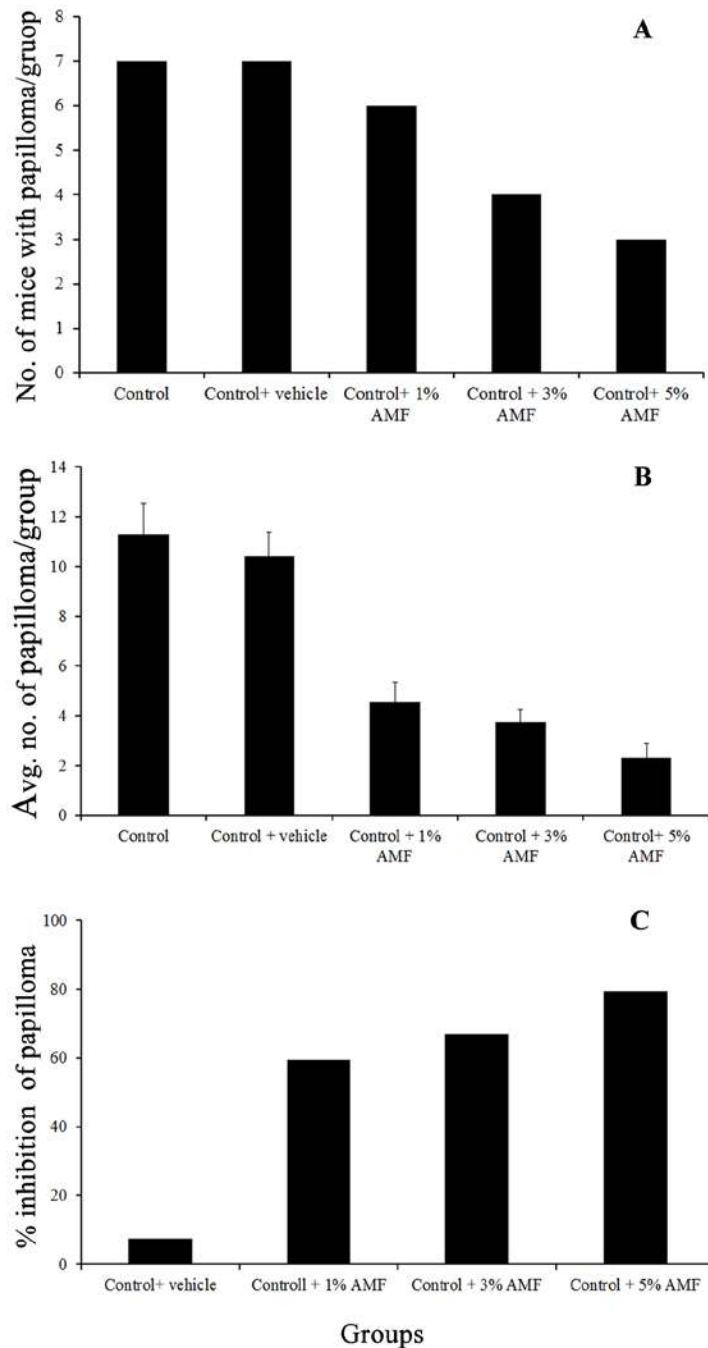 A
No. of mice with papilloma/gruop
8
7
6
5
4
3
2
1
0
Control
Control+ vehicle
Control+ 1%
AMF
Control + 3%
AMF
Control+ 5%
AMF
B
Avg. no. of papilloma/group
14
12
10
8
6
4
2
0
Control
Control + vehicle
Control + 1%
AMF
Control + 3%
AMF
Control+ 5%
AMF
C
% inhibition of papilloma
100
80
60
40
20
0
Control+ vehicle
Controll + 1% AMF
Control + 3% AMF
Control + 5% AMF
Groups